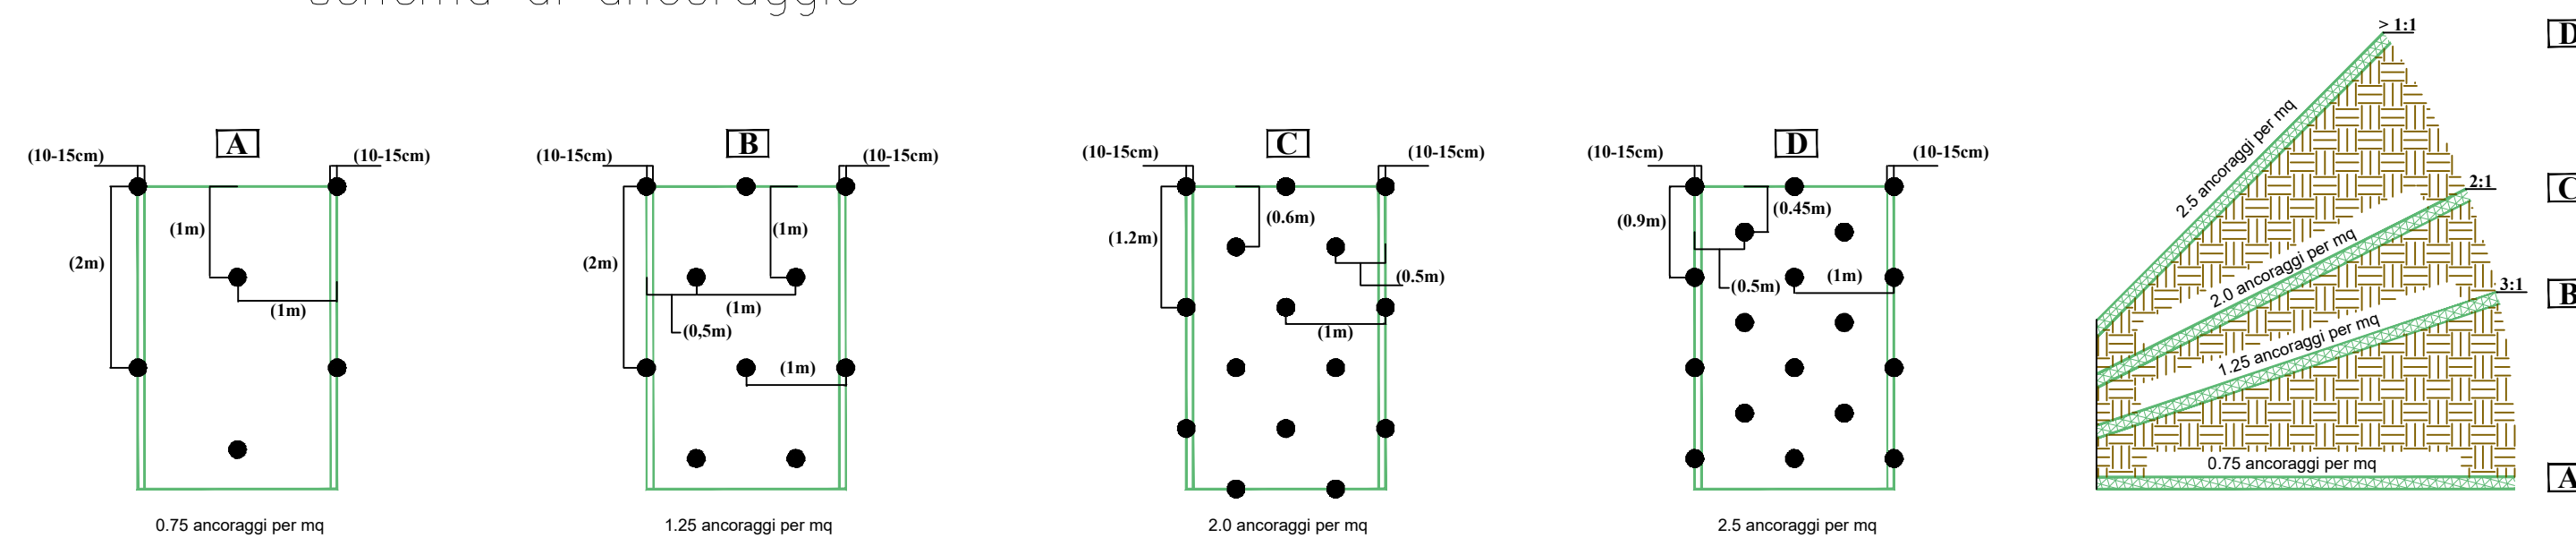 schema di ancoraggio
A
(10-15cm)
(10-15cm)
(1m)
(2m)
(1m)
0.75 ancoraggi per mq
B
(10-15cm)
(10-15cm)
(1m)
(2m)
(1m)
(0,5m)
(1m)
1.25 ancoraggi per mq
C
(10-15cm)
(10-15cm)
(0.6m)
(1.2m)
(0.5m)
(1m)
2.0 ancoraggi per mq
D
(10-15cm)
(10-15cm)
(0.45m)
(0.9m)
(0.5m)
(1m)
2.5 ancoraggi per mq
> 1:1
D
2.5 ancoraggi per mq
2:1
C
2.0 ancoraggi per mq
3:1
B
1.25 ancoraggi per mq
0.75 ancoraggi per mq
A